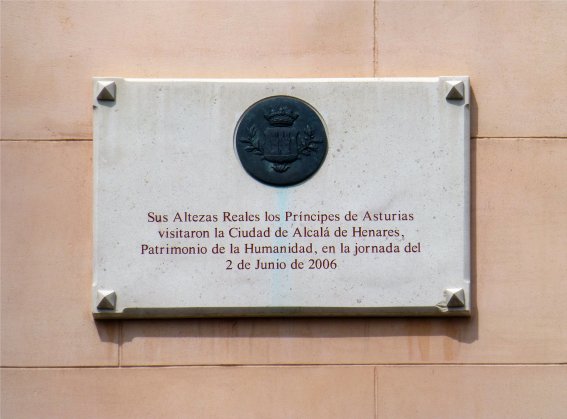 Sus Altezas Reales los Príncipes de Asturias
visitaron la Ciudad de Alcalá de Henares,
Patrimonio de la Humanidad, en la jornada del
2 de Junio de 2006